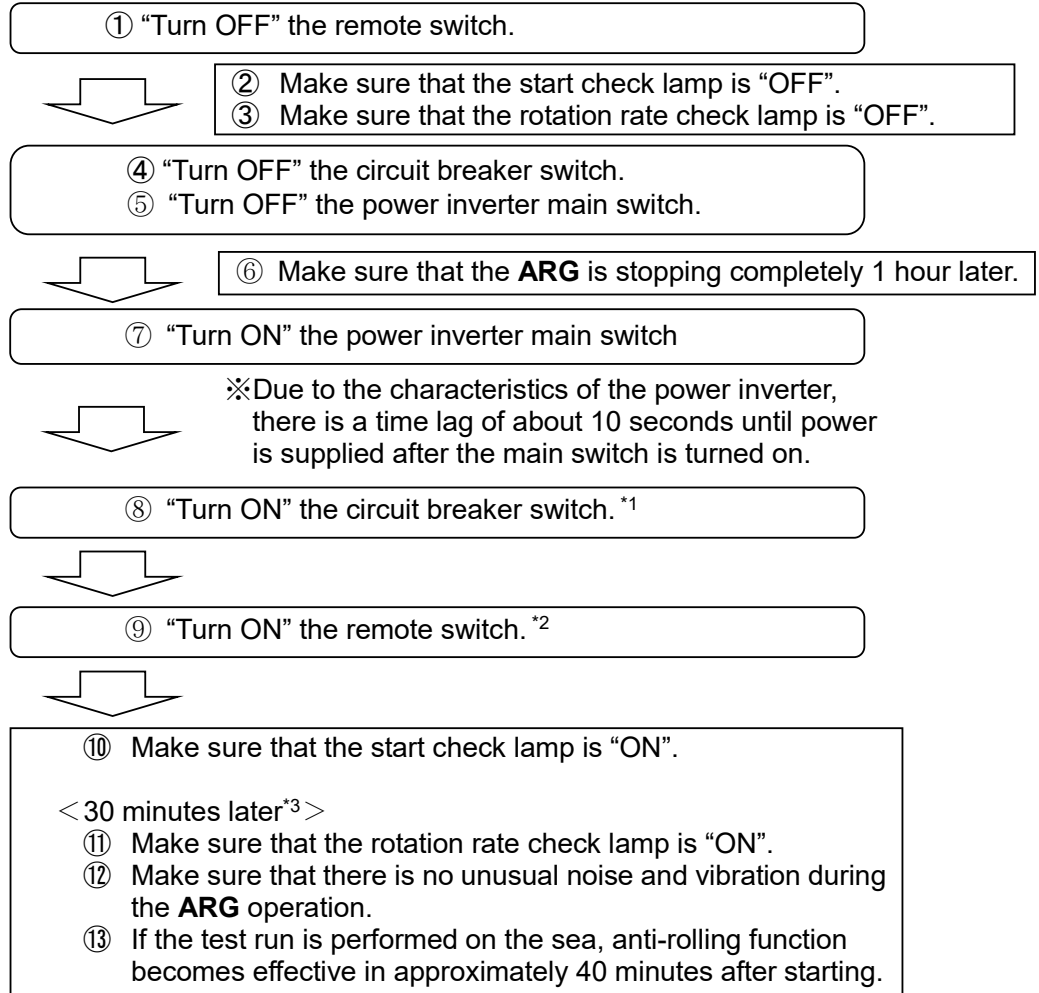 ① “Turn OFF” the remote switch.
② Make sure that the start check lamp is “OFF”.
③ Make sure that the rotation rate check lamp is “OFF”.
④ “Turn OFF” the circuit breaker switch.
⑤ “Turn OFF” the power inverter main switch.
⑥ Make sure that the ARG is stopping completely 1 hour later.
⑦ “Turn ON” the power inverter main switch
※Due to the characteristics of the power inverter,
there is a time lag of about 10 seconds until power
is supplied after the main switch is turned on.
⑧ “Turn ON” the circuit breaker switch. *1
⑨ “Turn ON” the remote switch. *2
⑩ Make sure that the start check lamp is “ON”.
＜30 minutes later*3＞
⑪ Make sure that the rotation rate check lamp is “ON”.
⑫ Make sure that there is no unusual noise and vibration during
the ARG operation.
⑬ If the test run is performed on the sea, anti-rolling function
becomes effective in approximately 40 minutes after starting.